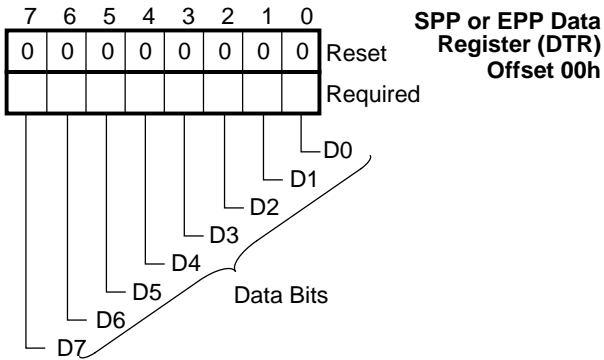 7 6 5 4 3 2 1 0
SPP or EPP Data
Register (DTR)
Offset 00h
0 0 0 0 0 0 0 0 Reset
Required
D0
D1
D2
D3
D4
D5
D6
D7
Data Bits